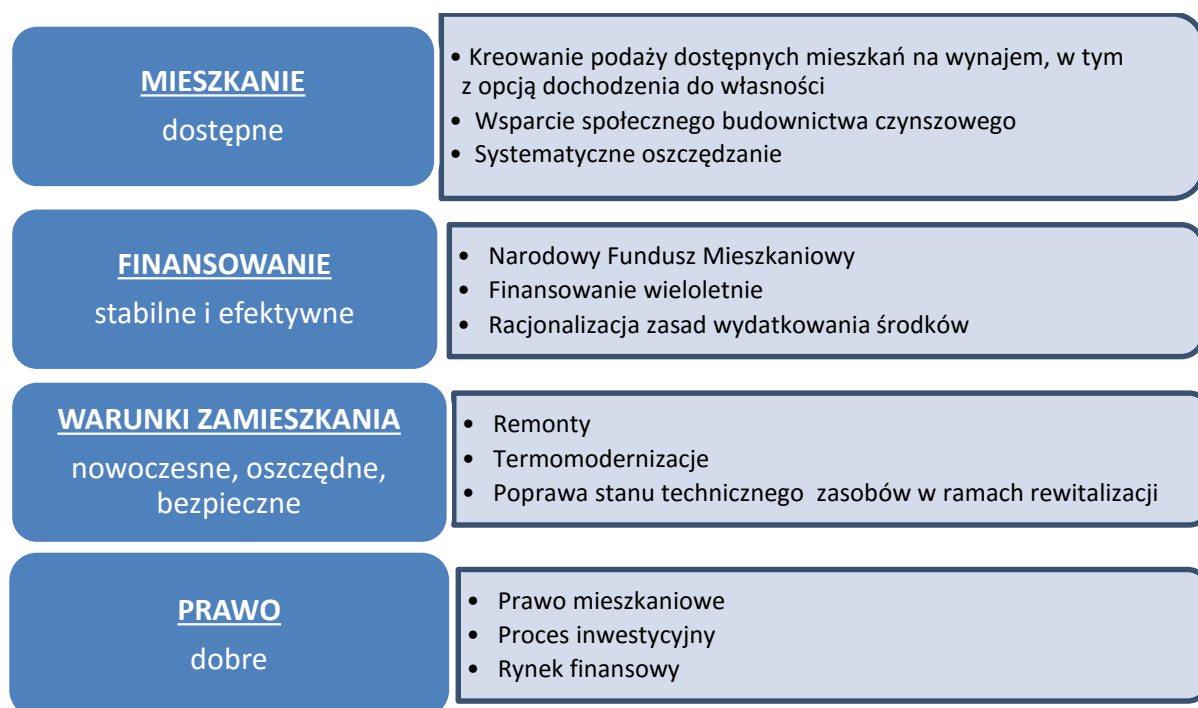 MIESZKANIE
dostępne
• Kreowanie podaży dostępnych mieszkań na wynajem, w tym
z opcją dochodzenia do własności
• Wsparcie społecznego budownictwa czynszowego
• Systematyczne oszczędzanie
FINANSOWANIE
stabilne i efektywne
• Narodowy Fundusz Mieszkaniowy
• Finansowanie wieloletnie
• Racjonalizacja zasad wydatkowania środków
WARUNKI ZAMIESZKANIA
nowoczesne, oszczędne,
bezpieczne
• Remonty
• Termomodernizacje
• Poprawa stanu technicznego zasobów w ramach rewitalizacji
PRAWO
dobre
• Prawo mieszkaniowe
• Proces inwestycyjny
• Rynek finansowy